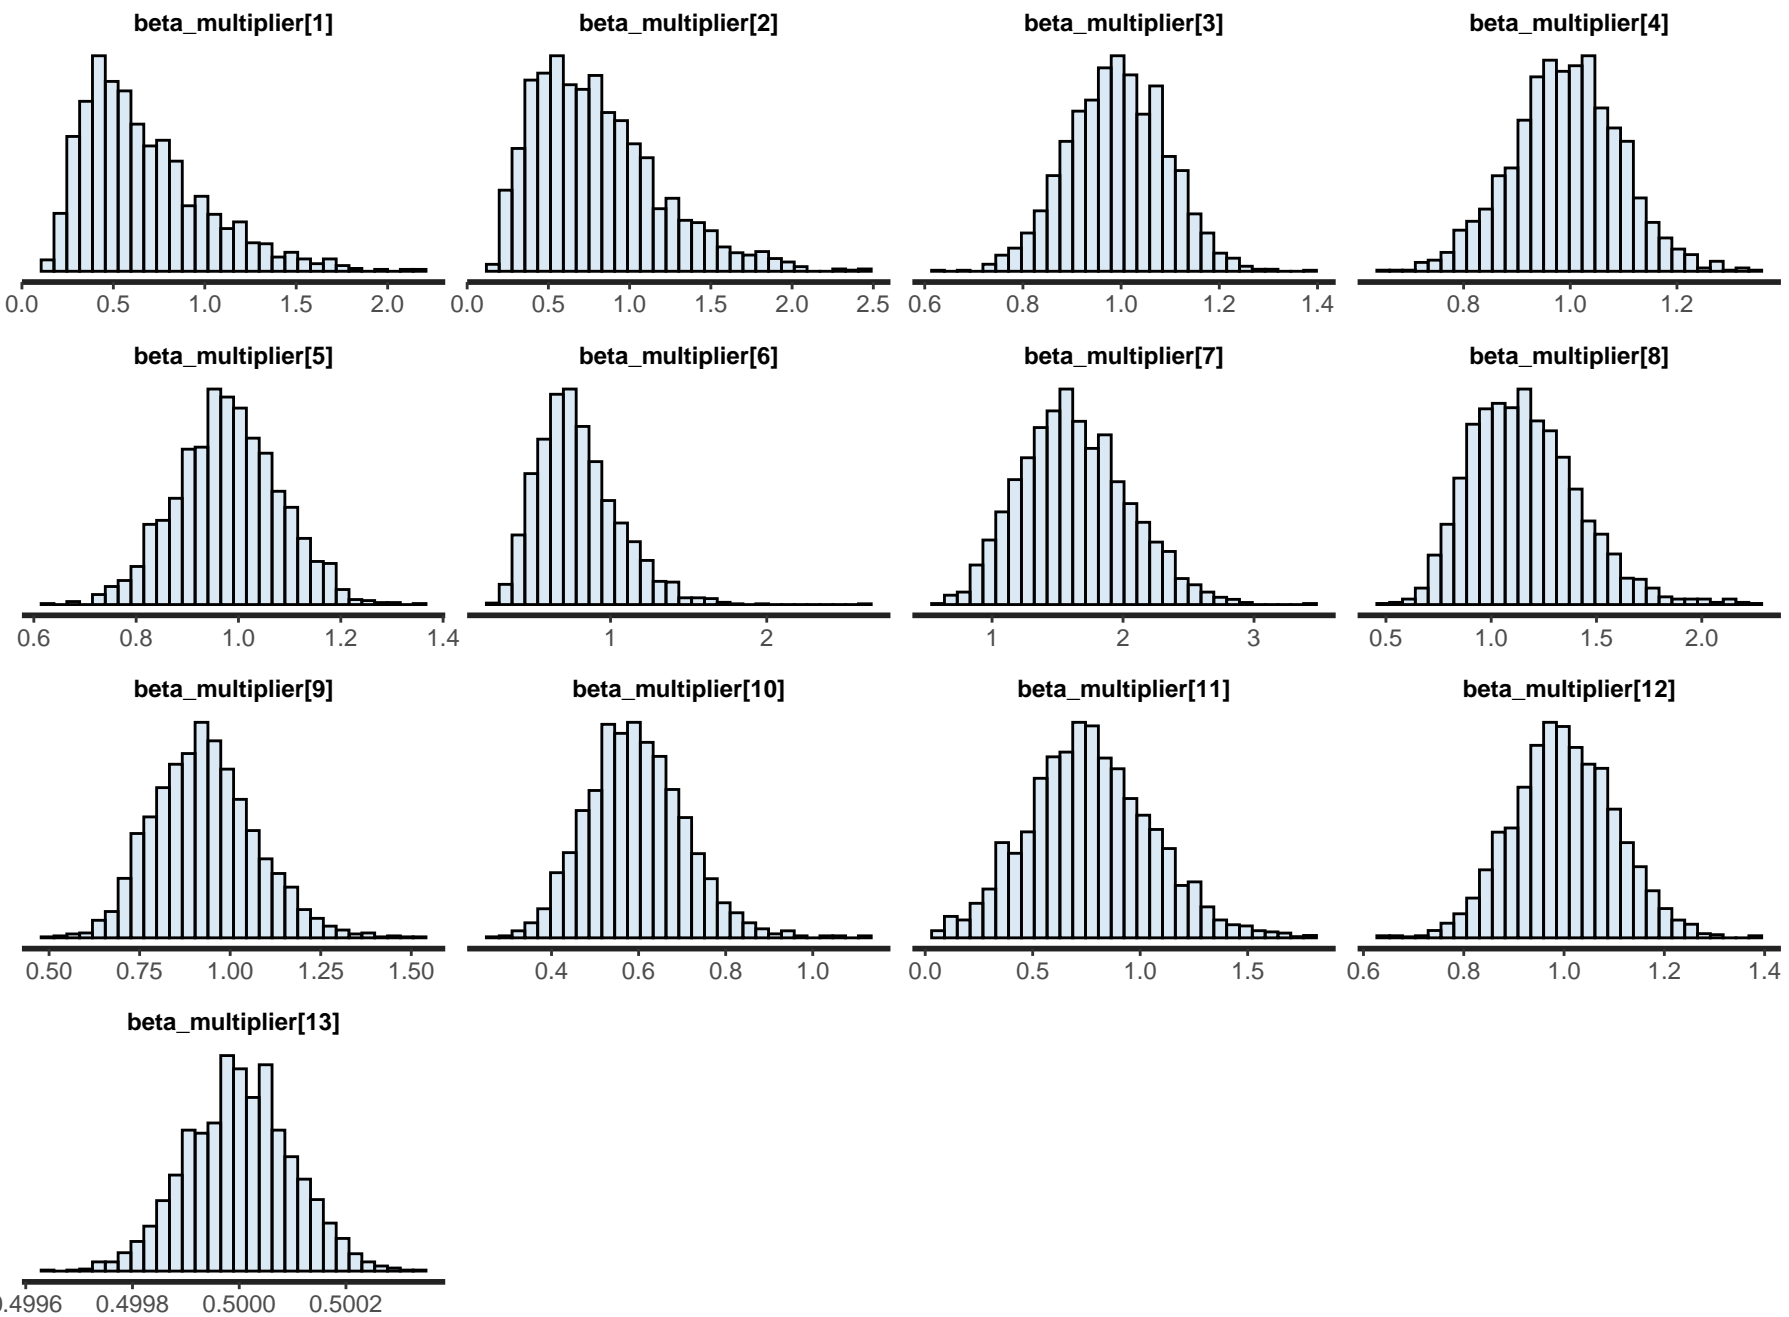 beta_multiplier[1] beta_multiplier[2] beta_multiplier[3] beta_multiplier[4]
0.0 0.5 1.0 1.5 2.0 0.0 0.5 1.0 1.5 2.0 2.5 0.6 0.8 1.0 1.2 1.4 0.8 1.0 1.2
beta_multiplier[5] beta_multiplier[6] beta_multiplier[7] beta_multiplier[8]
0.6 0.8 1.0 1.2 1.4 1 2 1 2 3 0.5 1.0 1.5 2.0
beta_multiplier[9] beta_multiplier[10] beta_multiplier[11] beta_multiplier[12]
0.50 0.75 1.00 1.25 1.50 0.4 0.6 0.8 1.0 0.0 0.5 1.0 1.5 0.6 0.8 1.0 1.2 1.4
beta_multiplier[13]
0.4996 0.4998 0.5000 0.5002